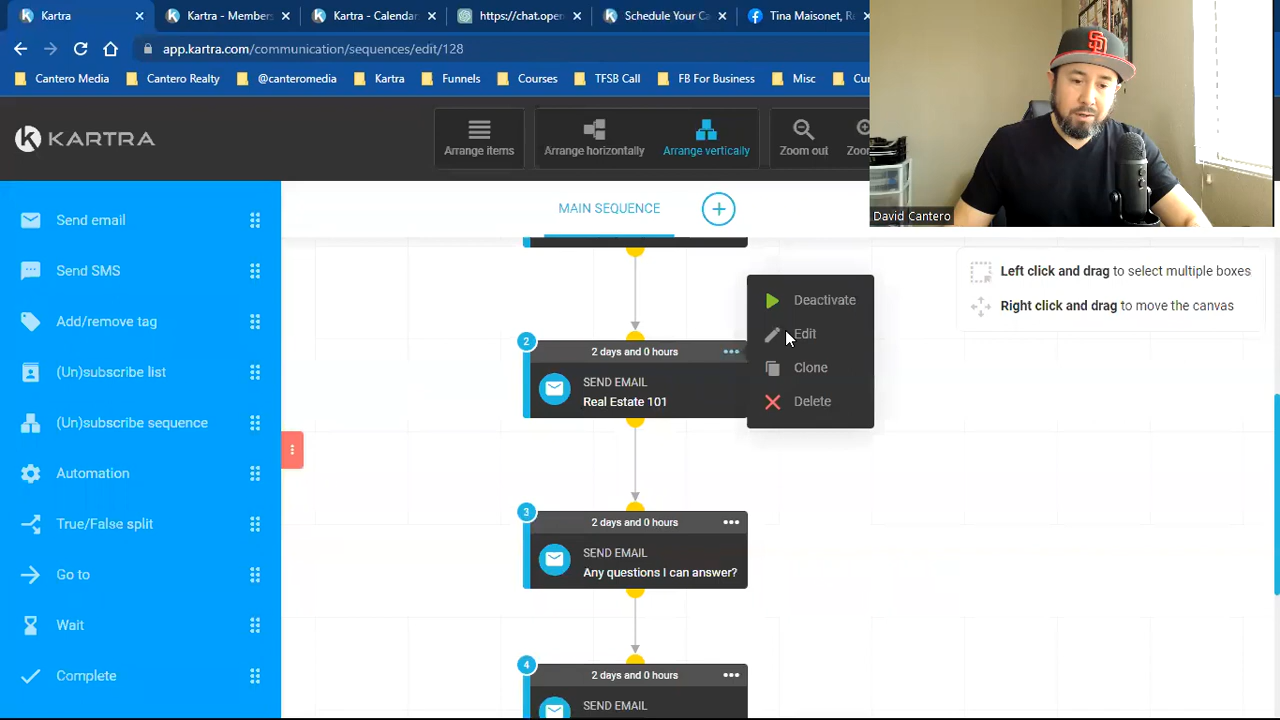 Kartra
Kartra - Members
Kartra - Calendar
https://chat.open
Schedule Your Ca
Tina Maisonet, Ru
app.kartra.com/communication/sequences/edit/128
Cantero Media
Cantero Realty
@canteromedia
Kartra
Funnels
Courses
TFSB Call
FB For Business
Misc
Cur
KARTRA
Arrange items
Arrange horizontally
Arrange vertically
Zoom out
Zoo
David Cantero
Send email
Send SMS
Add/remove tag
(Un)subscribe list
(Un)subscribe sequence
Automation
True/False split
Go to
Wait
Complete
MAIN SEQUENCE
Left click and drag to select multiple boxes
Right click and drag to move the canvas
Deactivate
Edit
Clone
Delete
2
2 days and 0 hours
SEND EMAIL
Real Estate 101
3
2 days and 0 hours
SEND EMAIL
Any questions I can answer?
4
2 days and 0 hours
SEND EMAIL